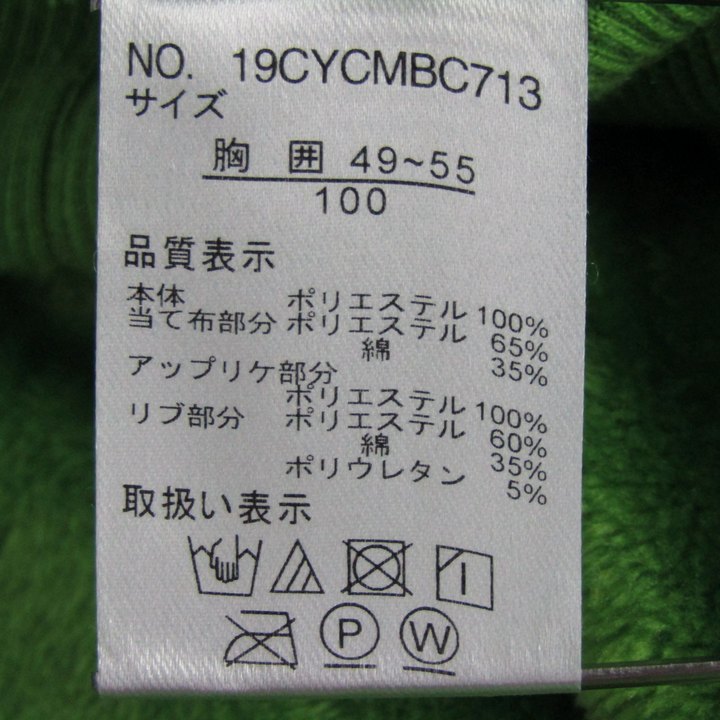 NO. 19CYCMBC713
サイズ
胸 囲 49~55
100
品質表示
本体 ポリエステル 100%
当て布部分 ポリエステル 65%
綿 35%
アップリケ部分
ポリエステル 100%
リブ部分 ポリエステル 60%
綿 35%
ポリウレタン 5%
取扱い表示
P W